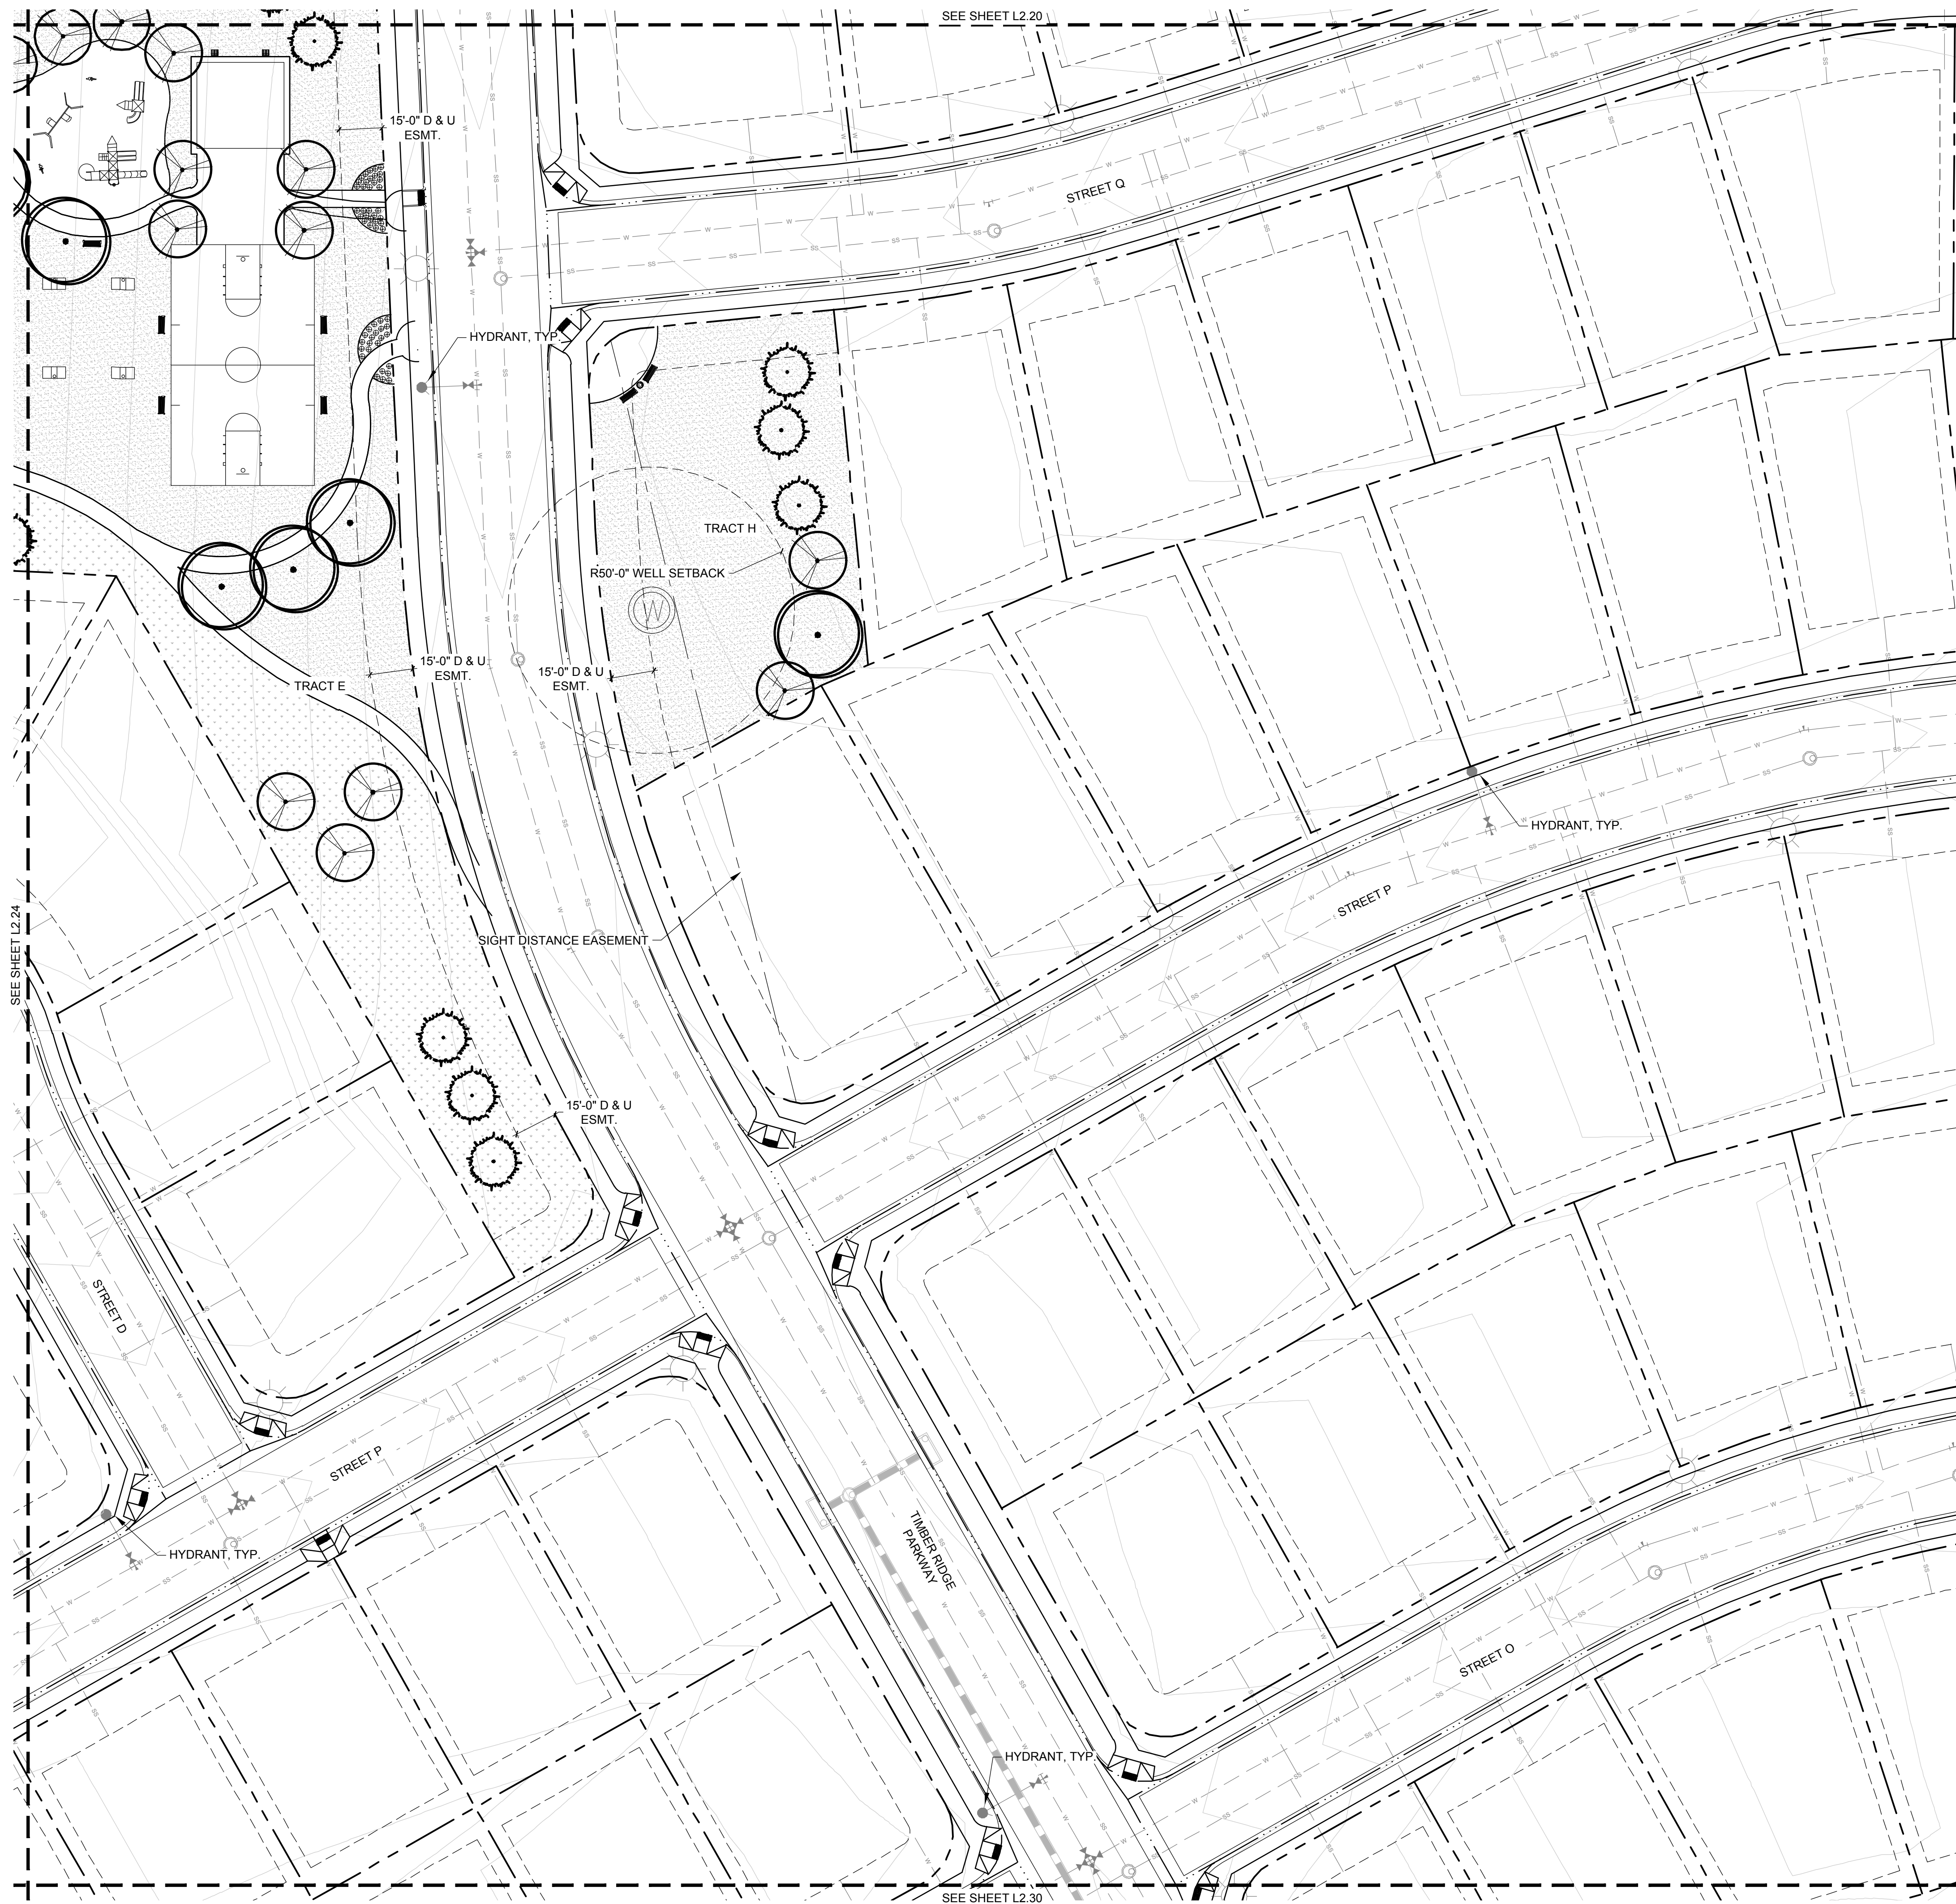 SEE SHEET L2.20
15'-0" D & U
ESMT.
STREET Q
HYDRANT, TYP.
TRACT H
R50'-0" WELL SETBACK
W
15'-0" D & U
ESMT.
15'-0" D & U
ESMT.
TRACT E
HYDRANT, TYP.
STREET P
SEE SHEET L2.24
SIGHT DISTANCE EASEMENT
15'-0" D & U
ESMT.
STREET D
STREET P
HYDRANT, TYP.
TIMBER RIDGE
PARKWAY
STREET O
HYDRANT, TYP.
SEE SHEET L2.30